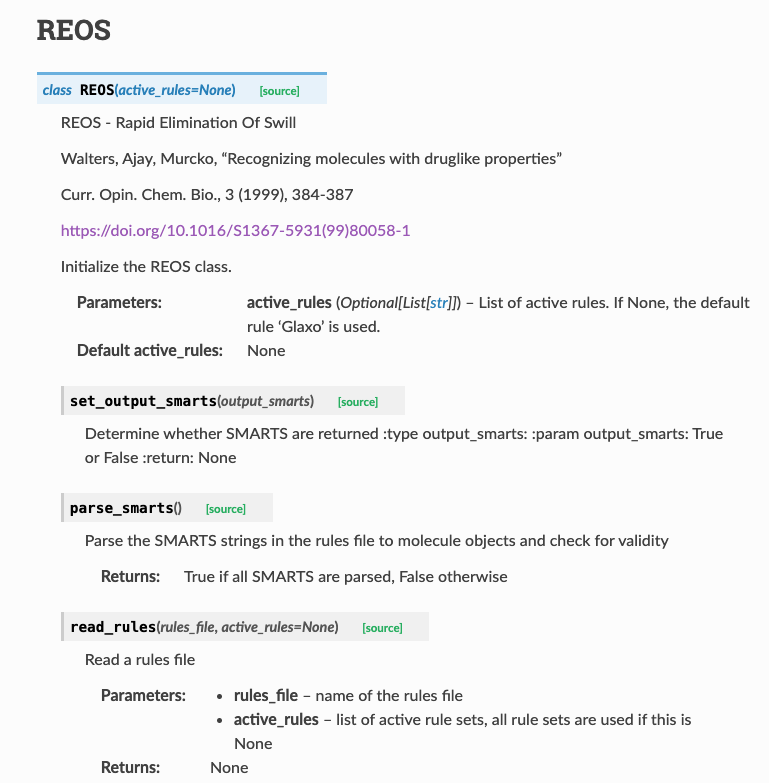 REOS
class REOS(active_rules=None) [source]
REOS - Rapid Elimination Of Swill
Walters, Ajay, Murcko, “Recognizing molecules with druglike properties”
Curr. Opin. Chem. Bio., 3 (1999), 384-387
https://doi.org/10.1016/S1367-5931(99)80058-1
Initialize the REOS class.
Parameters: active_rules (Optional[List[str]]) – List of active rules. If None, the default
rule ‘Glaxo’ is used.
Default active_rules: None
set_output_smarts(output_smarts) [source]
Determine whether SMARTS are returned :type output_smarts: :param output_smarts: True
or False :return: None
parse_smarts() [source]
Parse the SMARTS strings in the rules file to molecule objects and check for validity
Returns: True if all SMARTS are parsed, False otherwise
read_rules(rules_file, active_rules=None) [source]
Read a rules file
Parameters: • rules_file – name of the rules file
• active_rules – list of active rule sets, all rule sets are used if this is
None
Returns: None